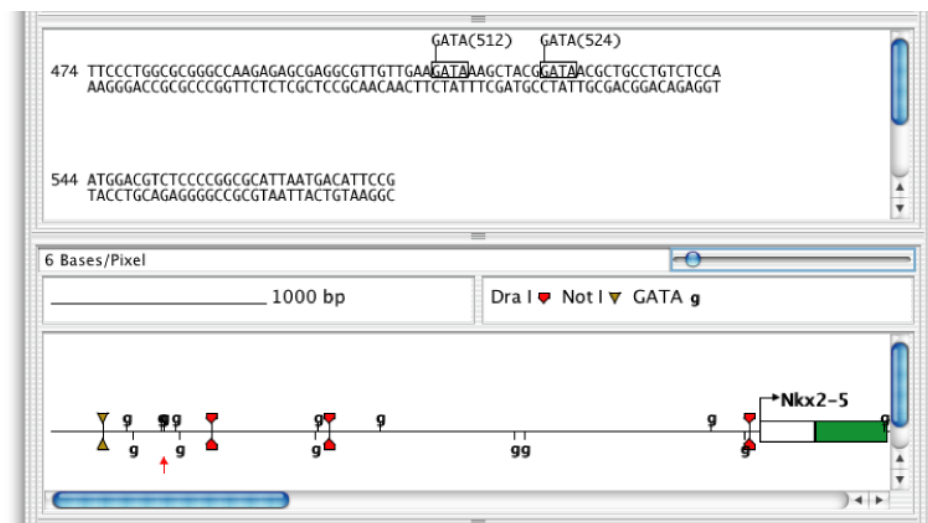 GATA(512) GATA(524)
474 TTCCCTGGCGCGGGCCAAGAGAGCGAGGCGTTGTTGAAGATAAAGCTACGGATAACGCTGCCTGTCTCCA
AAGGGACCGCGCCCGGTTCTCTCGCTCCGCAACAACTTCTATTTCGATGCCTATTGCGACGGACAGAGGT
544 ATGGACGTCTCCCCGGCGCATTAATGACATTCCG
TACCTGCAGAGGGGCCGCGTAATTACTGTAAGGC
6 Bases/Pixel
1000 bp
Dra I Not I GATA g
Nkx2-5
g g g g g g g g
g g g gg g